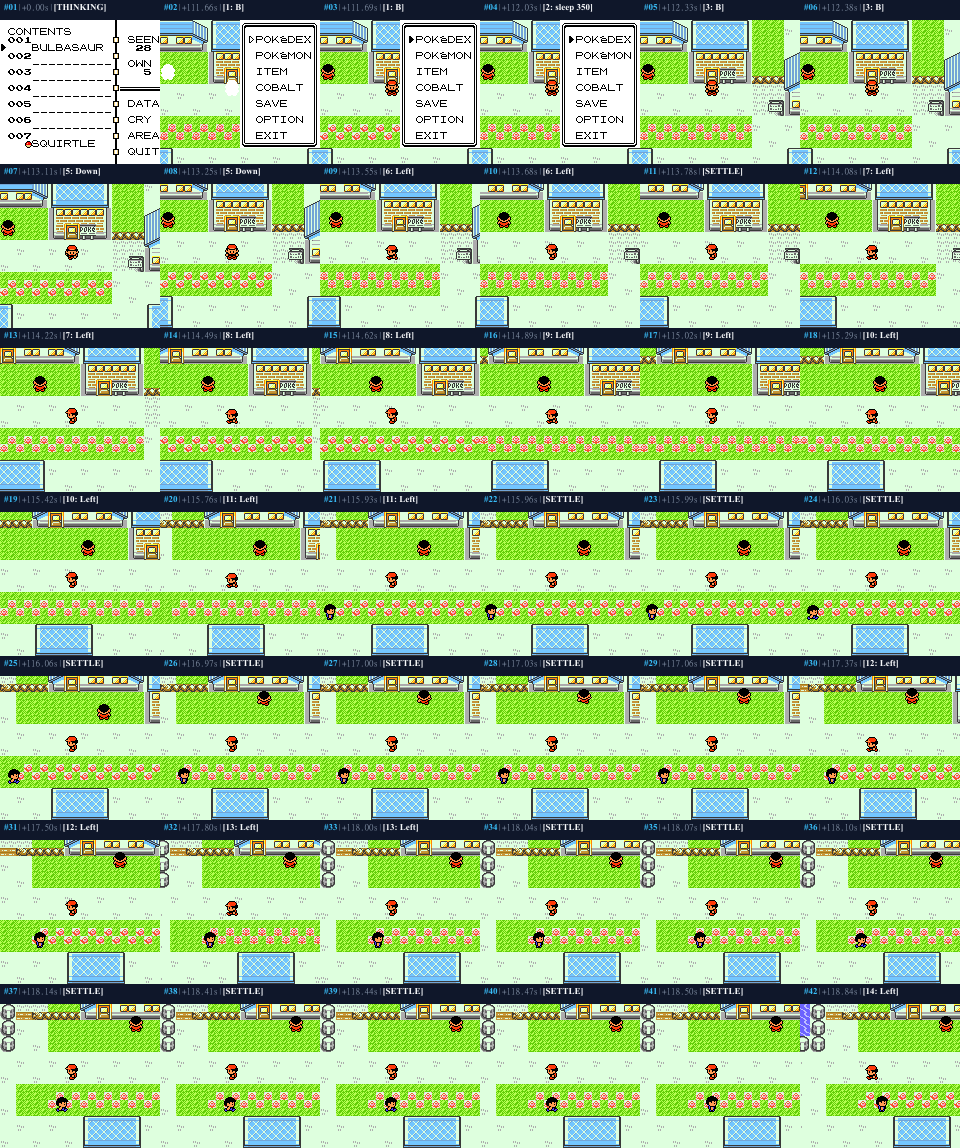 #01 | +0.00s | [THINKING]
#02 | +111.66s | [1: B]
#03 | +111.69s | [1: B]
#04 | +112.03s | [2: sleep 350]
#05 | +112.33s | [3: B]
#06 | +112.38s | [3: B]
CONTENTS
001
BULBASAUR
002
003
004
005
006
007
SQUIRTLE
SEEN
28
OWN
5
DATA
CRY
AREA
QUIT
POKéDEX
POKéMON
ITEM
COBALT
SAVE
OPTION
EXIT
POKéDEX
POKéMON
ITEM
COBALT
SAVE
OPTION
EXIT
POKéDEX
POKéMON
ITEM
COBALT
SAVE
OPTION
EXIT
#07 | +113.11s | [5: Down]
#08 | +113.25s | [5: Down]
#09 | +113.55s | [6: Left]
#10 | +113.68s | [6: Left]
#11 | +113.78s | [SETTLE]
#12 | +114.08s | [7: Left]
POKé
POKé
POKé
POKé
POKé
POKé
#13 | +114.22s | [7: Left]
#14 | +114.49s | [8: Left]
#15 | +114.62s | [8: Left]
#16 | +114.89s | [9: Left]
#17 | +115.02s | [9: Left]
#18 | +115.29s | [10: Left]
POKé
POKé
POKé
POKé
POKé
POKé
#19 | +115.42s | [10: Left]
#20 | +115.76s | [11: Left]
#21 | +115.93s | [11: Left]
#22 | +115.96s | [SETTLE]
#23 | +115.99s | [SETTLE]
#24 | +116.03s | [SETTLE]
#25 | +116.06s | [SETTLE]
#26 | +116.97s | [SETTLE]
#27 | +117.00s | [SETTLE]
#28 | +117.03s | [SETTLE]
#29 | +117.06s | [SETTLE]
#30 | +117.37s | [12: Left]
#31 | +117.50s | [12: Left]
#32 | +117.80s | [13: Left]
#33 | +118.00s | [13: Left]
#34 | +118.04s | [SETTLE]
#35 | +118.07s | [SETTLE]
#36 | +118.10s | [SETTLE]
#37 | +118.14s | [SETTLE]
#38 | +118.41s | [SETTLE]
#39 | +118.44s | [SETTLE]
#40 | +118.47s | [SETTLE]
#41 | +118.50s | [SETTLE]
#42 | +118.84s | [14: Left]